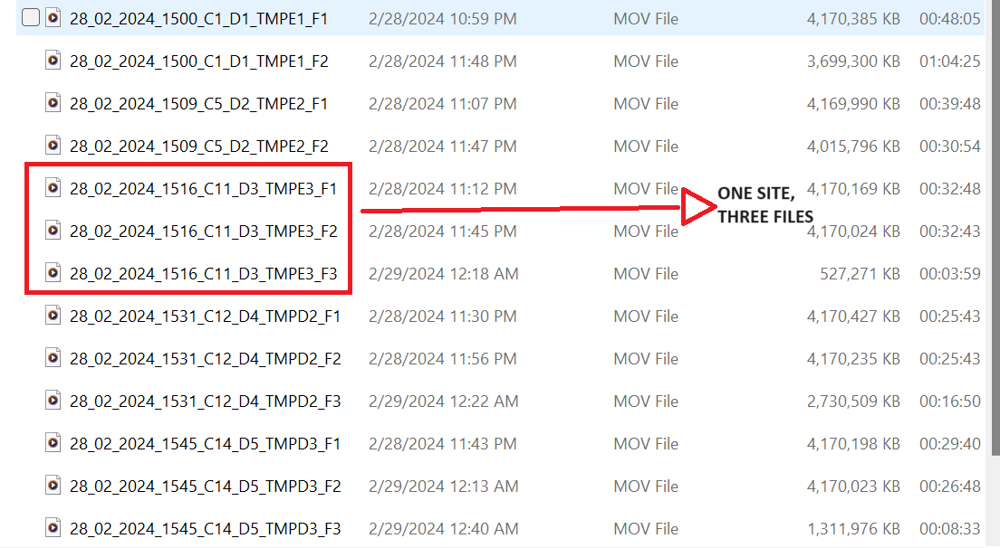 28_02_2024_1500_C1_D1_TMPE1_F1 2/28/2024 10:59 PM MOV File 4,170,385 KB 00:48:05
28_02_2024_1500_C1_D1_TMPE1_F2 2/28/2024 11:48 PM MOV File 3,699,300 KB 01:04:25
28_02_2024_1509_C5_D2_TMPE2_F1 2/28/2024 11:07 PM MOV File 4,169,990 KB 00:39:48
28_02_2024_1509_C5_D2_TMPE2_F2 2/28/2024 11:47 PM MOV File 4,015,796 KB 00:30:54
28_02_2024_1516_C11_D3_TMPE3_F1 2/28/2024 11:12 PM MOV File 4,170,169 KB 00:32:48
ONE SITE,
THREE FILES
28_02_2024_1516_C11_D3_TMPE3_F2 2/28/2024 11:45 PM MOV File 4,170,024 KB 00:32:43
28_02_2024_1516_C11_D3_TMPE3_F3 2/29/2024 12:18 AM MOV File 527,271 KB 00:03:59
28_02_2024_1531_C12_D4_TMPD2_F1 2/28/2024 11:30 PM MOV File 4,170,427 KB 00:25:43
28_02_2024_1531_C12_D4_TMPD2_F2 2/28/2024 11:56 PM MOV File 4,170,235 KB 00:25:43
28_02_2024_1531_C12_D4_TMPD2_F3 2/29/2024 12:22 AM MOV File 2,730,509 KB 00:16:50
28_02_2024_1545_C14_D5_TMPD3_F1 2/28/2024 11:43 PM MOV File 4,170,198 KB 00:29:40
28_02_2024_1545_C14_D5_TMPD3_F2 2/29/2024 12:13 AM MOV File 4,170,023 KB 00:26:48
28_02_2024_1545_C14_D5_TMPD3_F3 2/29/2024 12:40 AM MOV File 1,311,976 KB 00:08:33